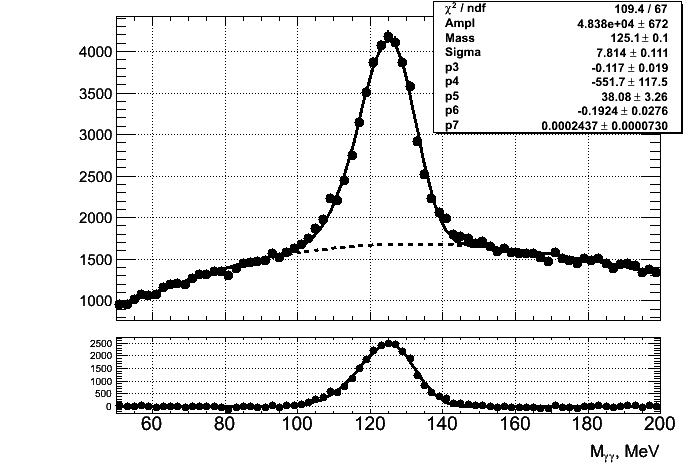 χ² / ndf 109.4 / 67
Ampl 4.838e+04 ± 672
Mass 125.1 ± 0.1
Sigma 7.814 ± 0.111
p3 -0.117 ± 0.019
p4 -551.7 ± 117.5
p5 38.08 ± 3.26
p6 -0.1924 ± 0.0276
p7 0.0002437 ± 0.0000730
4000
3500
3000
2500
2000
1500
1000
2500
2000
1500
1000
500
0
60 80 100 120 140 160 180 200
Mγγ, MeV